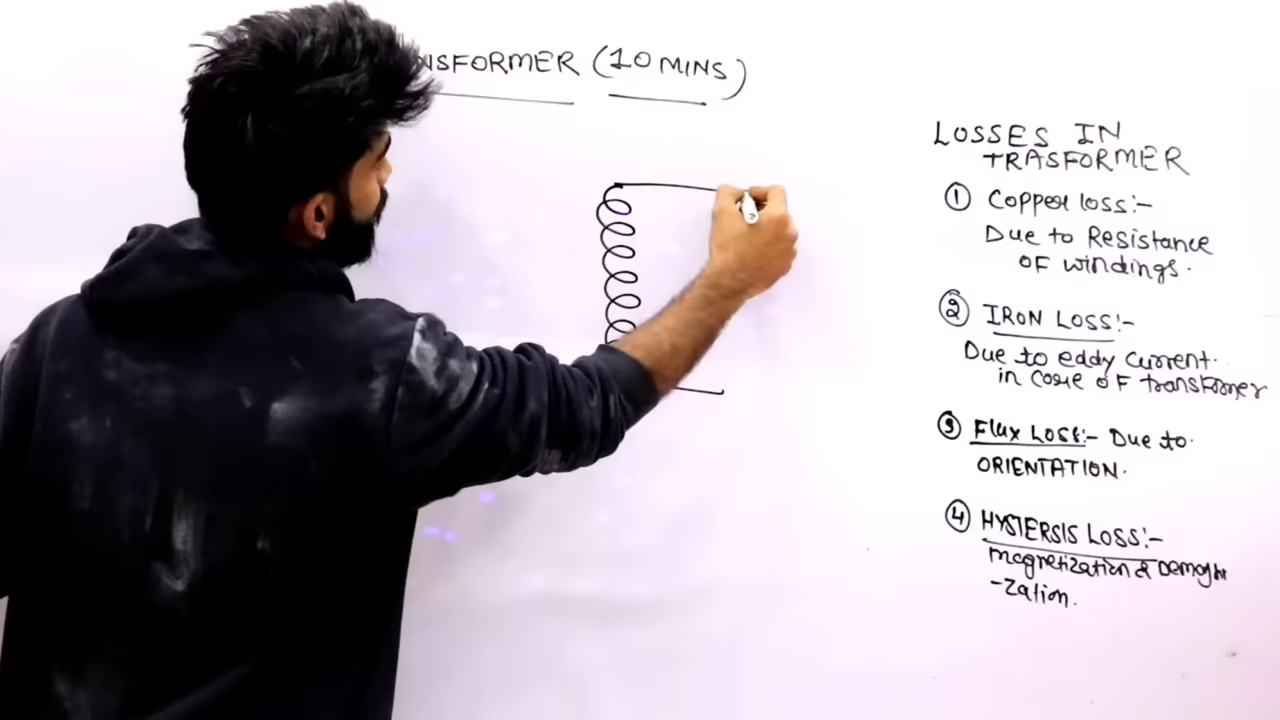 NSFORMER (10 MINS)
LOSSES IN
TRASFORMER
① Copper loss:-
Due to Resistance
OF windings.
② IRON LOSS:-
Due to eddy current.
in core OF transformer
③ Flux LOSS:- Due to.
ORIENTATION.
④ HYSTERSIS LOSS:-
magnetization &
-zation.